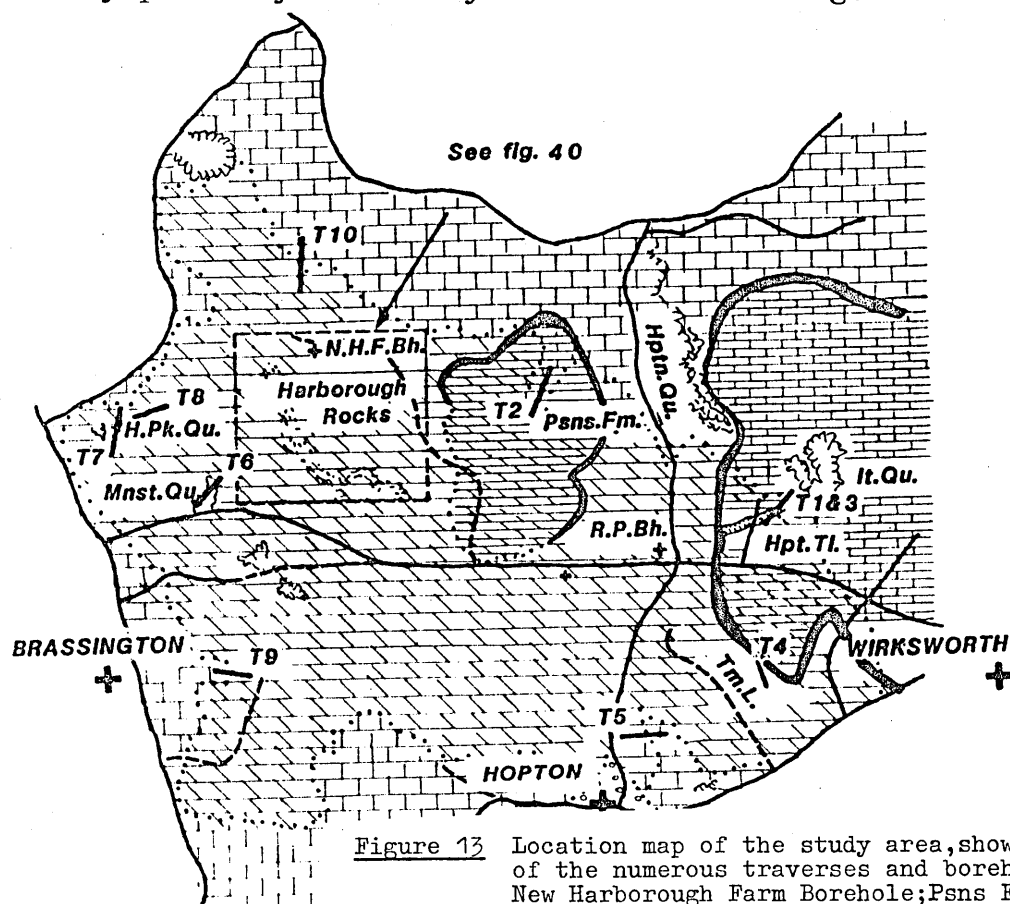 See fig. 40
T10
N.H.F.Bh.
Harborough
Rocks
Hptn.Qu.
T2
Psns.Fm.
T8
H.Pk.Qu.
T7
T6
Mnst.Qu.
It.Qu.
T1&3
R.P.Bh.
Hpt.Tl.
BRASSINGTON
T9
T4
WIRKSWORTH
Tm.L.
T5
HOPTON
Figure 13 Location map of the study area,show
of the numerous traverses and boreh
New Harborough Farm Borehole;Psns F